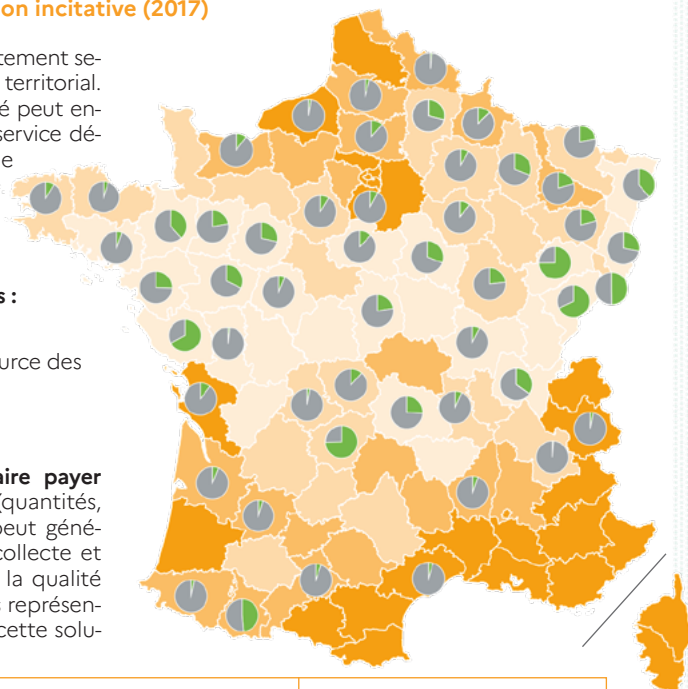 on incitative (2017)
tement se-
territorial.
é peut en-
service dé-
e
s :
urce des
aire payer
(quantités,
peut géné-
collecte et
la qualité
s représen-
cette solu-